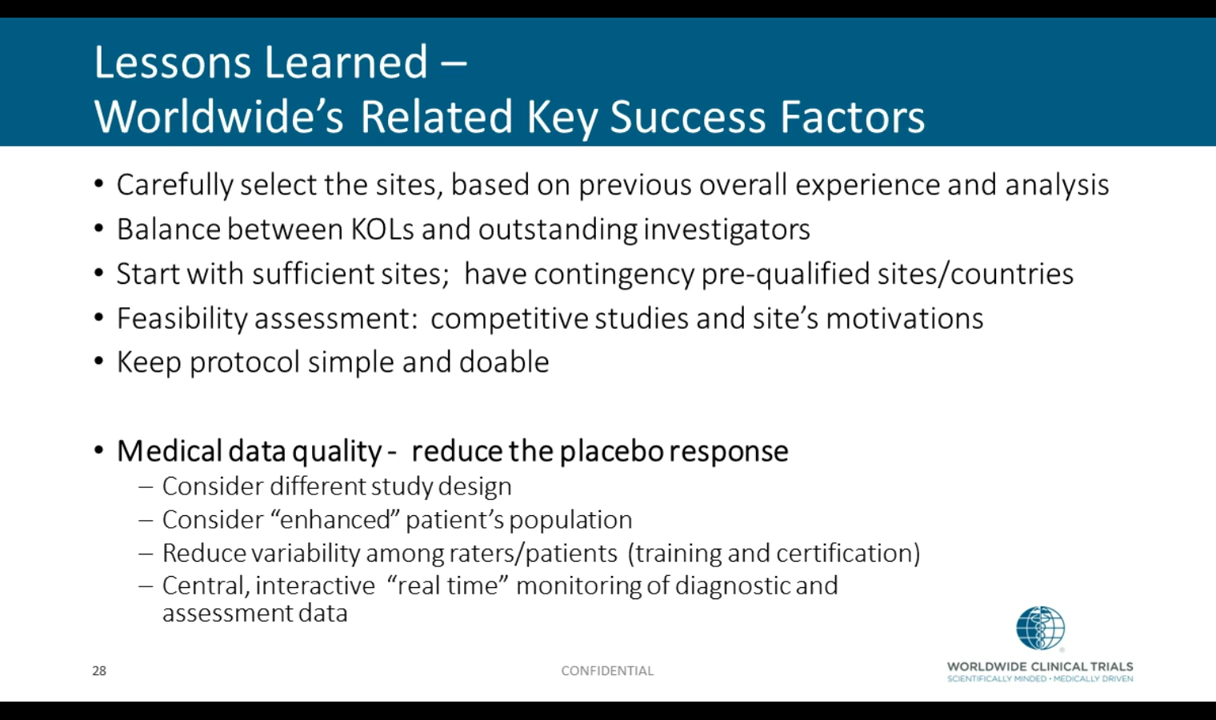 Lessons Learned –
Worldwide's Related Key Success Factors
• Carefully select the sites, based on previous overall experience and analysis
• Balance between KOLs and outstanding investigators
• Start with sufficient sites; have contingency pre-qualified sites/countries
• Feasibility assessment: competitive studies and site's motivations
• Keep protocol simple and doable
• Medical data quality - reduce the placebo response
– Consider different study design
– Consider “enhanced” patient's population
– Reduce variability among raters/patients (training and certification)
– Central, interactive “real time” monitoring of diagnostic and
assessment data
28
CONFIDENTIAL
WORLDWIDE CLINICAL TRIALS
SCIENTIFICALLY MINDED • MEDICALLY DRIVEN